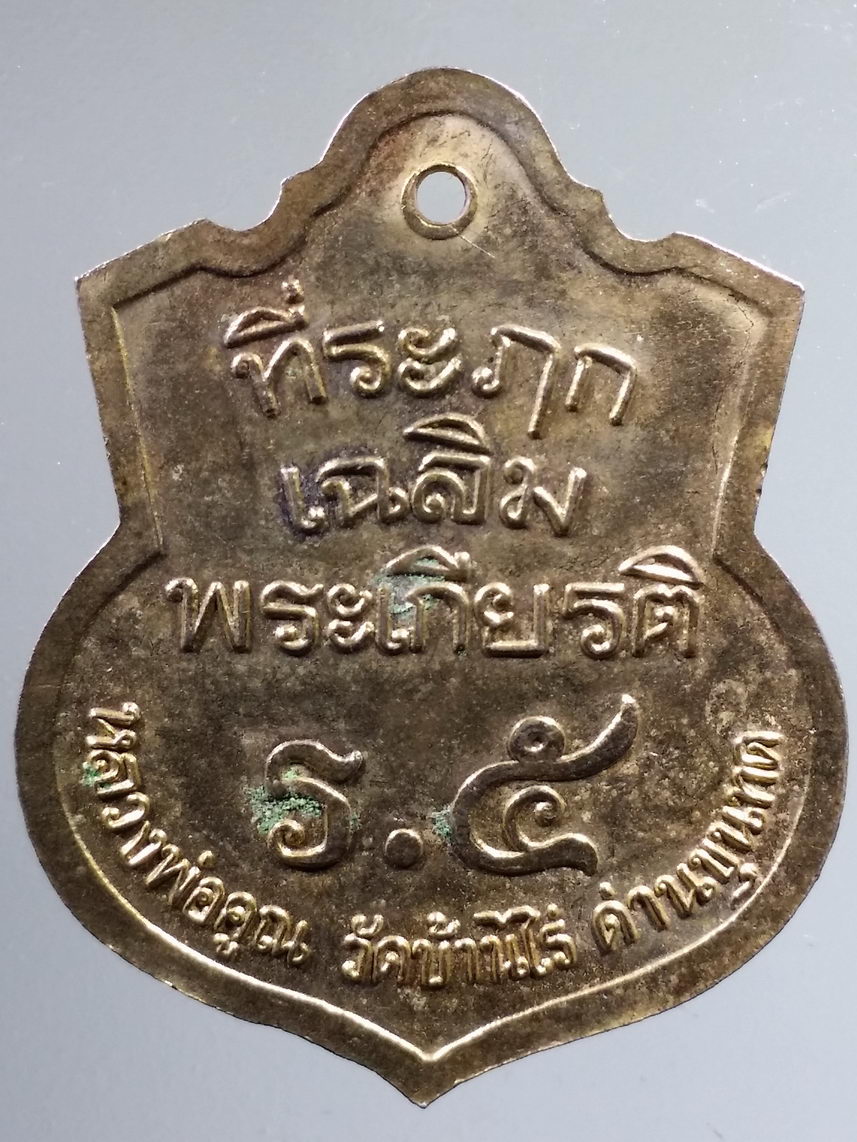 ที่ระฦก
เฉลิม
พระเกียรติ
ร.๕
หลวงพ่อคูณ วัดบ้านไร่ ด่านขุนทด